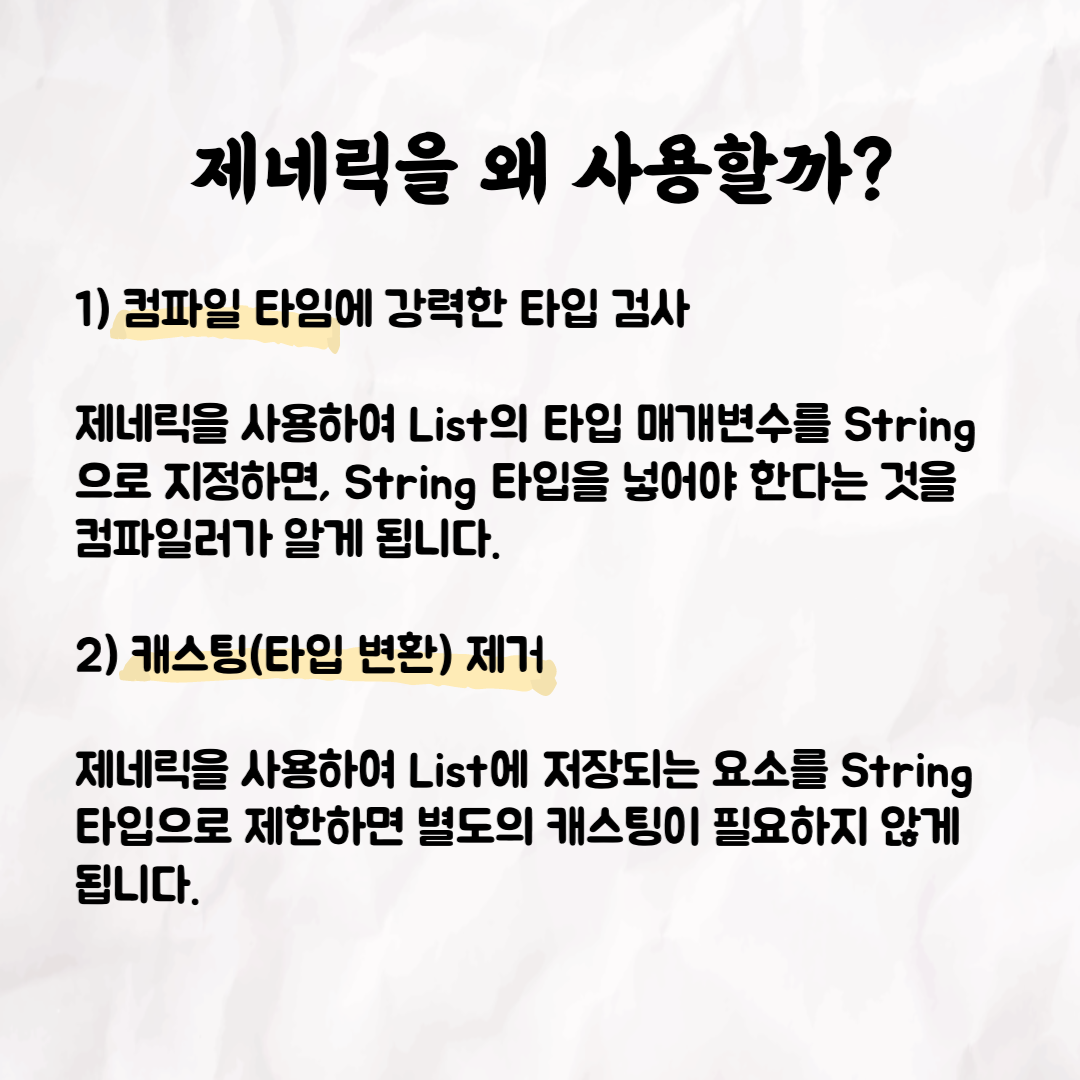 제네릭을 왜 사용할까?
1) 컴파일 타임에 강력한 타입 검사
제네릭을 사용하여 List의 타입 매개변수를 String
으로 지정하면, String 타입을 넣어야 한다는 것을
컴파일러가 알게 됩니다.
2) 캐스팅(타입 변환) 제거
제네릭을 사용하여 List에 저장되는 요소를 String
타입으로 제한하면 별도의 캐스팅이 필요하지 않게
됩니다.